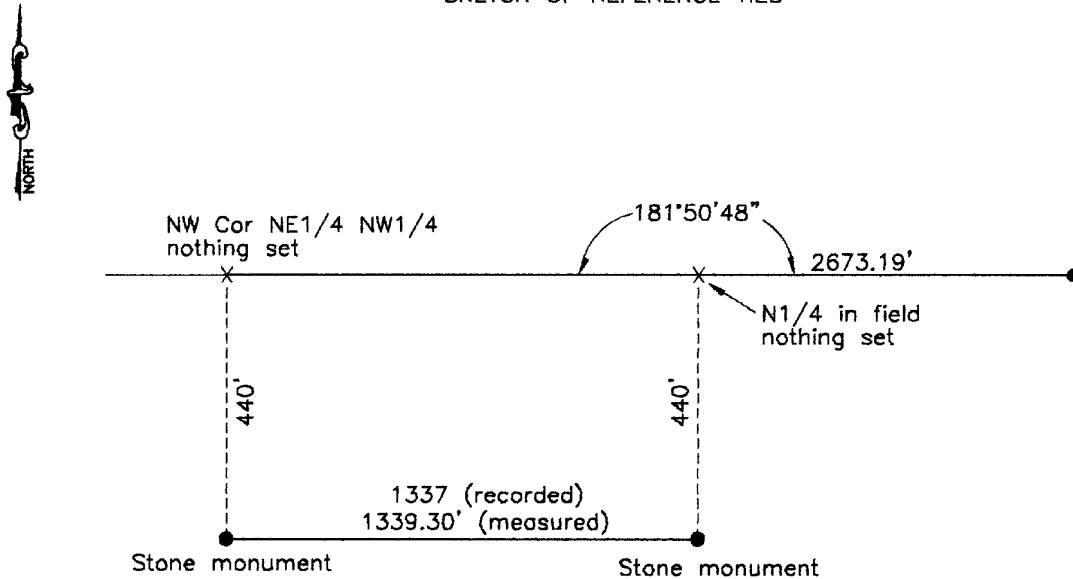 NORTH
NW Cor NE1/4 NW1/4
nothing set
181°50'48"
2673.19'
N1/4 in field
nothing set
440'
440'
1337 (recorded)
1339.30' (measured)
Stone monument
Stone monument